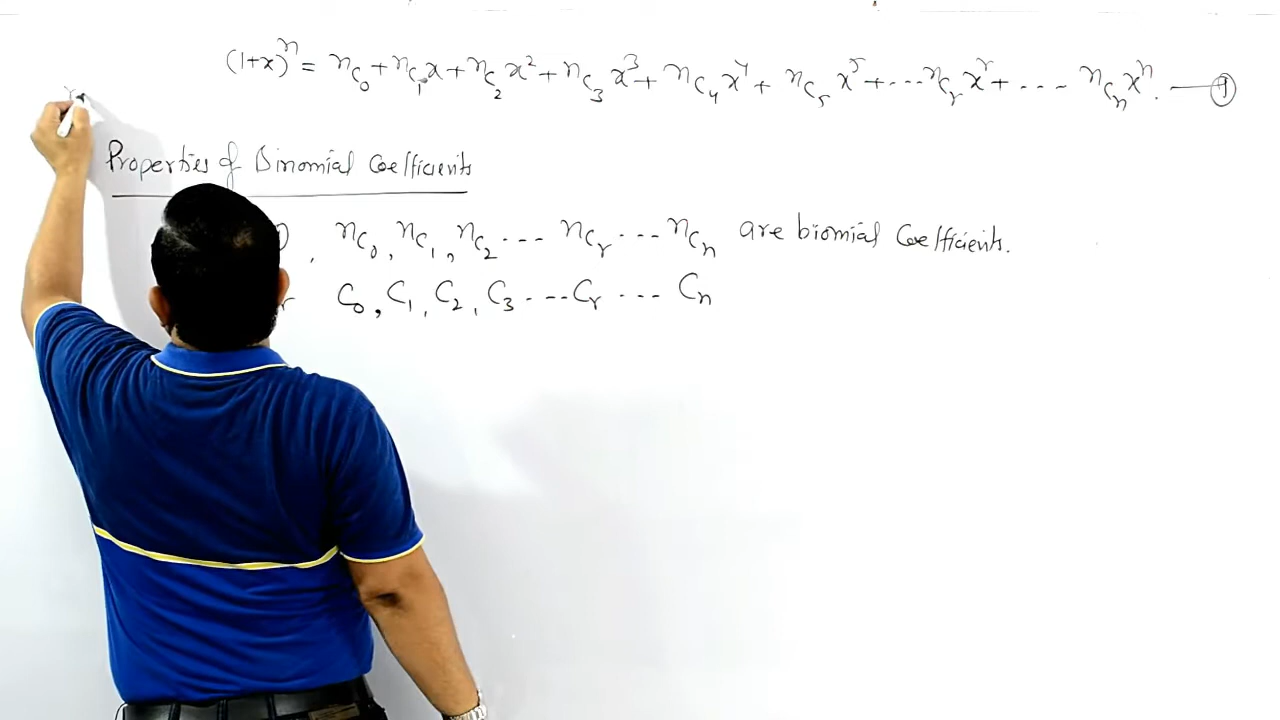 (1+x)ⁿ = nC₀ + nC₁x + nC₂x² + nC₃x³ + nC₄x⁴ + nC₅x⁵ + ... nCᵣxʳ + .... nCₙxⁿ. —
Properties of Binomial Coefficients
nC₀, nC₁, nC₂ ... nCᵣ ... nCₙ are biomial Coefficients.
C₀, C₁, C₂, C₃ ... Cᵣ ... Cₙ